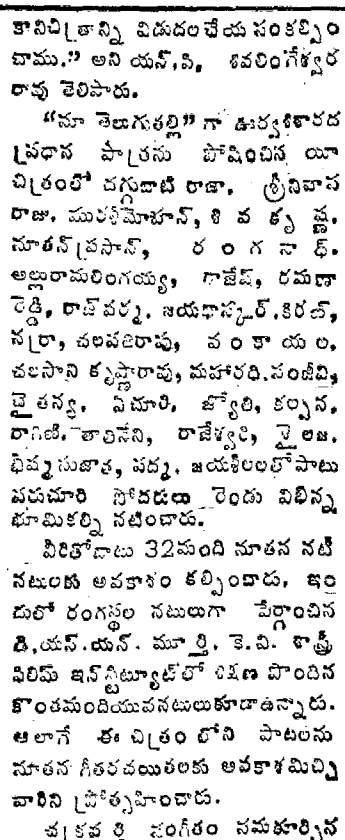 కానిచిత్రాన్ని విడుదలచేయ సంకల్పిం
చాము.” అని యన్.వి. శివలింగేశ్వర
రావు తెలిపారు.
“మా తెలుగుతల్లి” గా ఊర్వశిశారద
ప్రధాన పాత్రను పోషించిన యీ
చిత్రంలో దగ్గుబాటి రాజా, శ్రీనివాస
రాజు, మురళీమోహన్, శివకృష్ణ,
నూతన్ ప్రసాద్, రంగనాధ్,
అల్లురామలింగయ్య, రాజేష్, రమణా
రెడ్డి, రాజ్‌వర్మ, జయభాస్కర్, కిరణ్,
నర్రా, చలపతిరావు, వంకాయల,
చలసాని కృష్ణారావు, మహారధి, సంజీవి,
చైతన్య, ఏచూరి, జ్యోతి, కల్పన,
రాగిణి, తాతినేని, రాజేశ్వరి, శైలజ,
భీష్మసుజాత, పద్మ, జయశీలలతోపాటు
పరుచూరి సోదరులు రెండు విభిన్న
భూమికల్ని నటించారు.
వీరితోపాటు 32మంది నూతన నటీ
నటులకు అవకాశం కల్పించారు. ఇం
దులో రంగస్థల నటులుగా పేర్గాంచిన
డి.యస్.యన్. మూర్తి, కె.వి. శాస్త్రి
ఫిలిమ్ ఇన్‌స్టిట్యూట్‌లో శిక్షణ పొందిన
కొంతమందియువనటులుకూడాఉన్నారు.
అలాగే ఈ చిత్రంలోని పాటలను
నూతన గీతరచయితలకు అవకాశమిచ్చి
వారిని ప్రోత్సహించారు.
చక్రవర్తి సంగీతం సమకూర్చిన